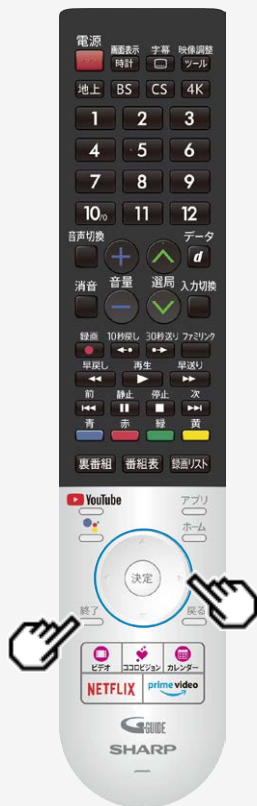 電源
画面表示 字幕 映像調整
時計 ツール
地上 BS CS 4K
1 2 3
4 5 6
7 8 9
10/0 11 12
音声切換 データ
+ d
消音 音量 選局 入力切換
−
録画 10秒戻し 30秒送り ファミリンク
早戻し 再生 早送り
前 静止 停止 次
青 赤 緑 黄
裏番組 番組表 録画リスト
YouTube アプリ
ホーム
決定
終了 戻る
ビデオ ココロビジョン カレンダー
NETFLIX prime video
G-GUIDE
SHARP